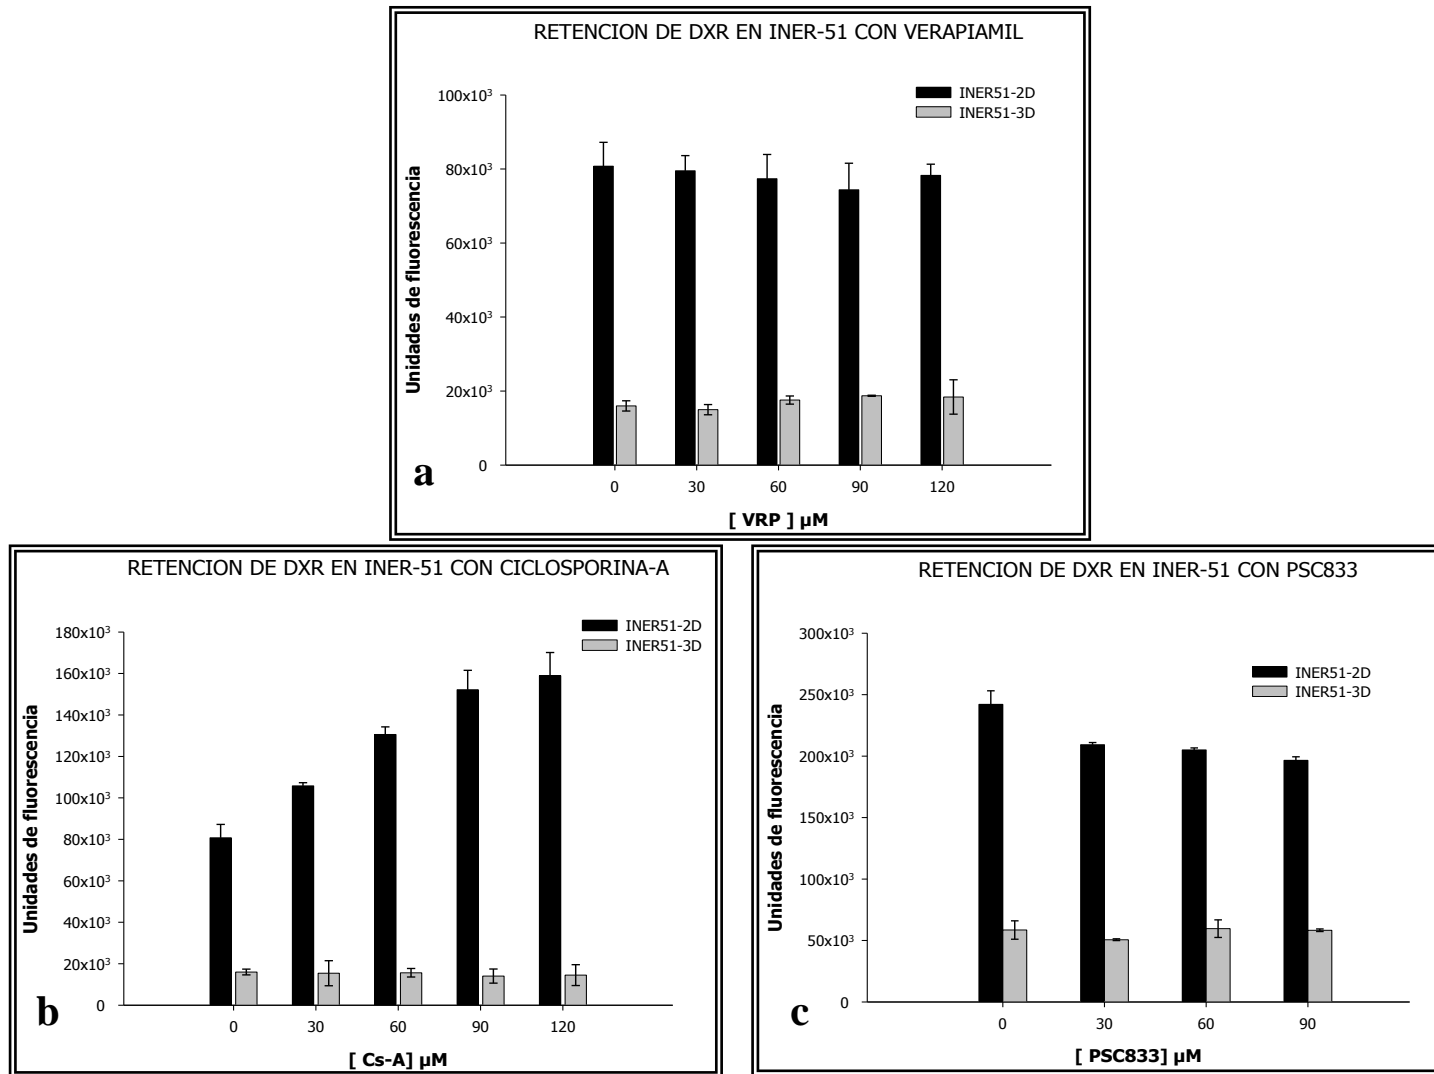 RETENCION DE DXR EN INER-51 CON VERAPIAMIL
INER51-2D
INER51-3D
Unidades de fluorescencia
100x10³
80x10³
60x10³
40x10³
20x10³
0
0 30 60 90 120
[ VRP ] µM
a
RETENCION DE DXR EN INER-51 CON CICLOSPORINA-A
INER51-2D
INER51-3D
Unidades de fluorescencia
180x10³
160x10³
140x10³
120x10³
100x10³
80x10³
60x10³
40x10³
20x10³
0
0 30 60 90 120
[ Cs-A] µM
b
RETENCION DE DXR EN INER-51 CON PSC833
INER51-2D
INER51-3D
Unidades de fluorescencia
300x10³
250x10³
200x10³
150x10³
100x10³
50x10³
0
0 30 60 90
[ PSC833] µM
c